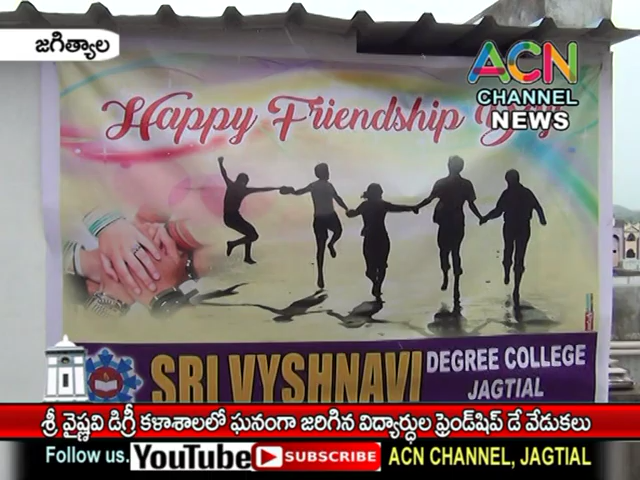 జగిత్యాల
ACN
CHANNEL
NEWS
Happy Friendship Day
SRI VYSHNAVI DEGREE COLLEGE
JAGTIAL
శ్రీ వైష్ణవి డిగ్రీ కళాశాలలో ఘనంగా జరిగిన విద్యార్థుల ఫ్రెండ్‌షిప్ డే వేడుకలు
Follow us. YouTube SUBSCRIBE ACN CHANNEL, JAGTIAL